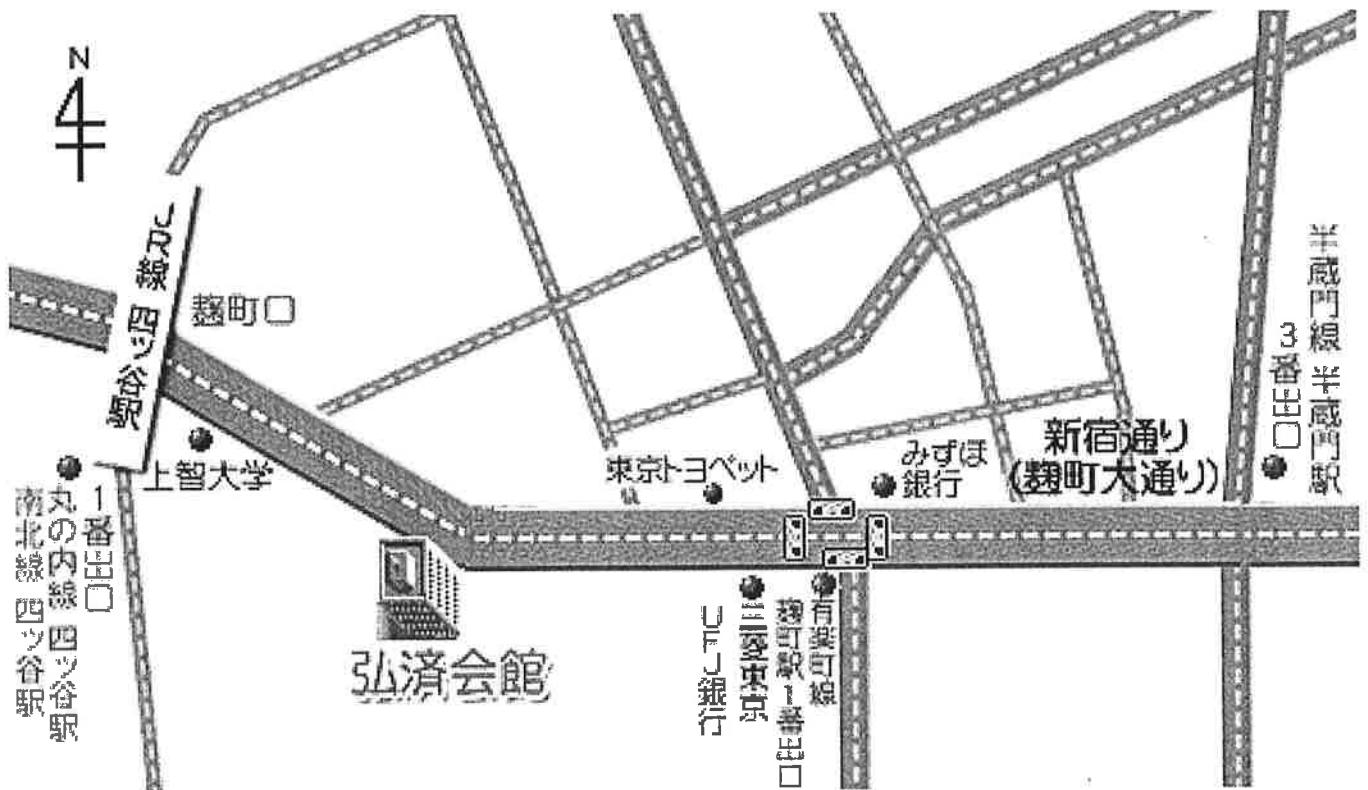 N
JR線 四ッ谷駅
麹町口
上智大学
1番出口
丸の内線 四ッ谷駅
南北線 四ッ谷駅
弘済会館
東京トヨペット
みずほ
銀行
新宿通り
(麹町大通り)
半蔵門線 半蔵門駅
3番出口
有楽町線
麹町駅1番出口
三菱東京
UFJ銀行